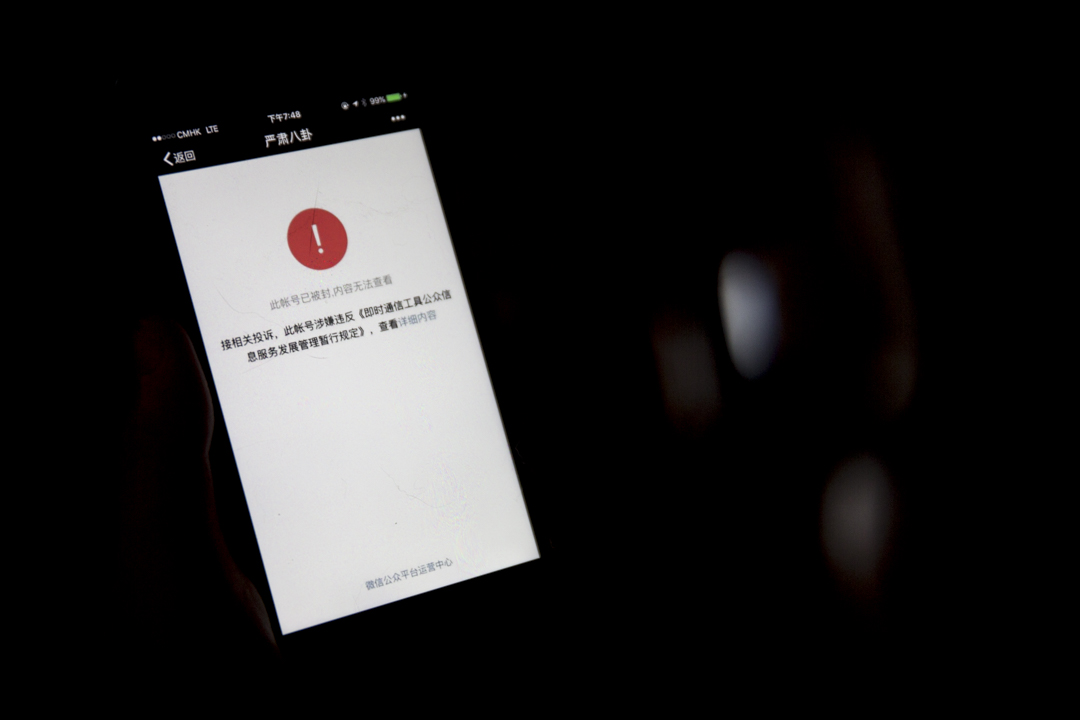 CMHK LTE 下午7:48 99%
返回 严肃八卦
此帐号已被封,内容无法查看
接相关投诉，此帐号涉嫌违反《即时通信工具公众信
息服务发展管理暂行规定》，查看详细内容
微信公众平台运营中心